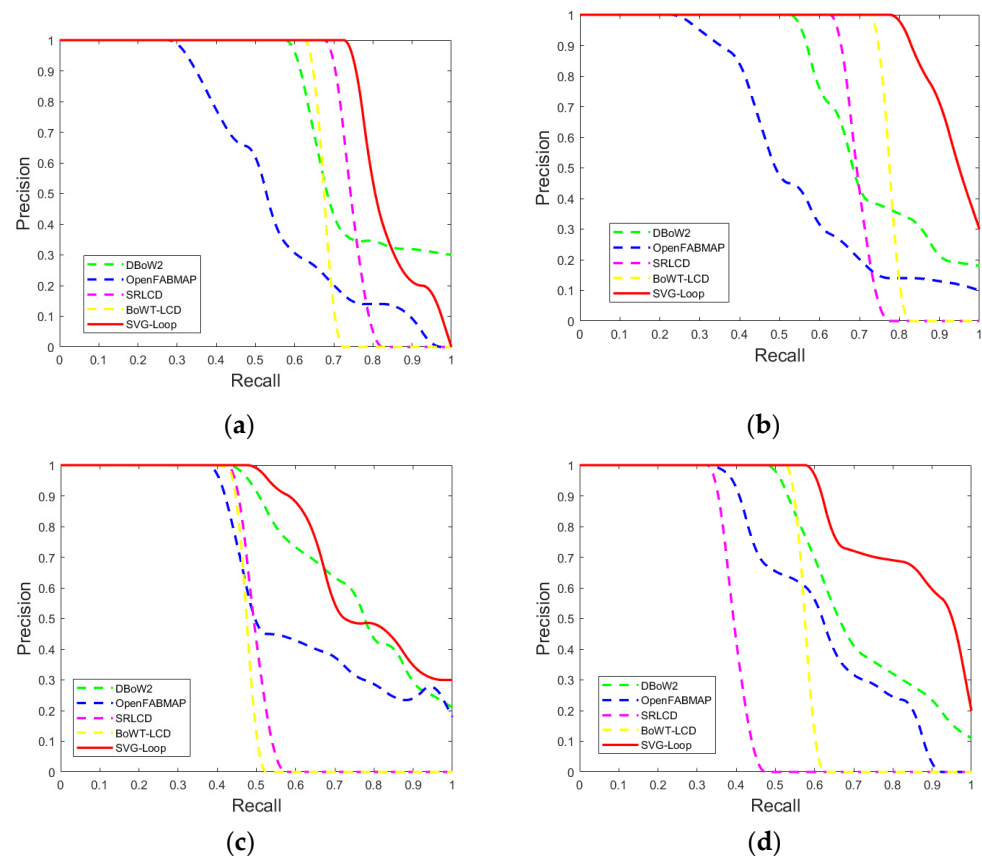 1
0.9
0.8
0.7
0.6
0.5
0.4
0.3
0.2
0.1
0
Precision
DBoW2
OpenFABMAP
SRLCD
BoWT-LCD
SVG-Loop
0 0.1 0.2 0.3 0.4 0.5 0.6 0.7 0.8 0.9 1
Recall
(a)
1
0.9
0.8
0.7
0.6
0.5
0.4
0.3
0.2
0.1
0
Precision
DBoW2
OpenFABMAP
SRLCD
BoWT-LCD
SVG-Loop
0 0.1 0.2 0.3 0.4 0.5 0.6 0.7 0.8 0.9 1
Recall
(b)
1
0.9
0.8
0.7
0.6
0.5
0.4
0.3
0.2
0.1
0
Precision
DBoW2
OpenFABMAP
SRLCD
BoWT-LCD
SVG-Loop
0 0.1 0.2 0.3 0.4 0.5 0.6 0.7 0.8 0.9 1
Recall
(c)
1
0.9
0.8
0.7
0.6
0.5
0.4
0.3
0.2
0.1
0
Precision
DBoW2
OpenFABMAP
SRLCD
BoWT-LCD
SVG-Loop
0 0.1 0.2 0.3 0.4 0.5 0.6 0.7 0.8 0.9 1
Recall
(d)